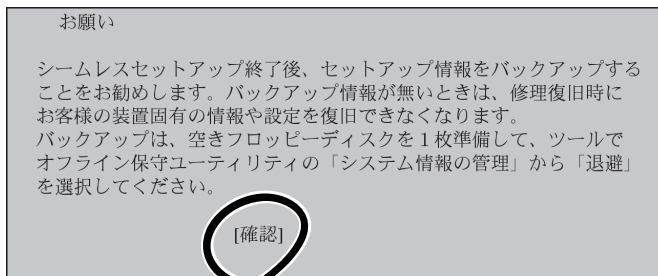 お願い
シームレスセットアップ終了後、セットアップ情報をバックアップする
ことをお勧めします。バックアップ情報が無いときは、修理復旧時に
お客様の装置固有の情報や設定を復旧できなくなります。
バックアップは、空きフロッピーディスクを1枚準備して、ツールで
オフライン保守ユーティリティの「システム情報の管理」から「退避」
を選択してください。
[確認]